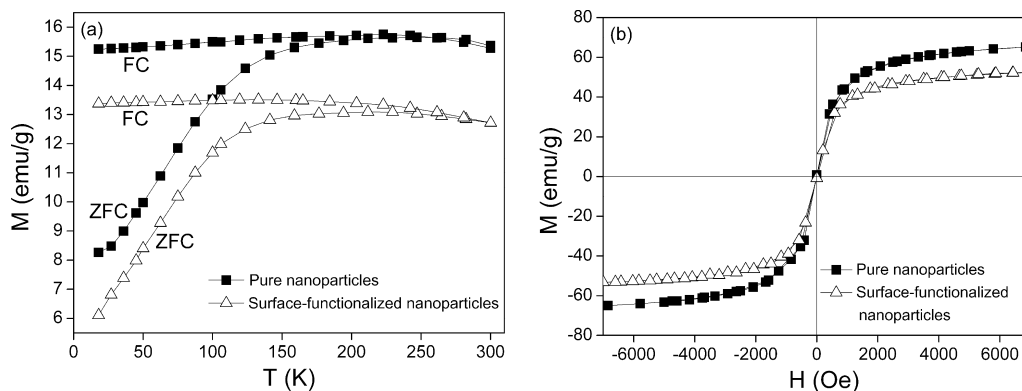 (a)
16
15
14
13
12
11
10
9
8
7
6
M (emu/g)
FC
FC
ZFC
ZFC
Pure nanoparticles
Surface-functionalized nanoparticles
0 50 100 150 200 250 300
T (K)
(b)
80
60
40
20
0
-20
-40
-60
-80
M (emu/g)
Pure nanoparticles
Surface-functionalized
nanoparticles
-6000 -4000 -2000 0 2000 4000 6000
H (Oe)